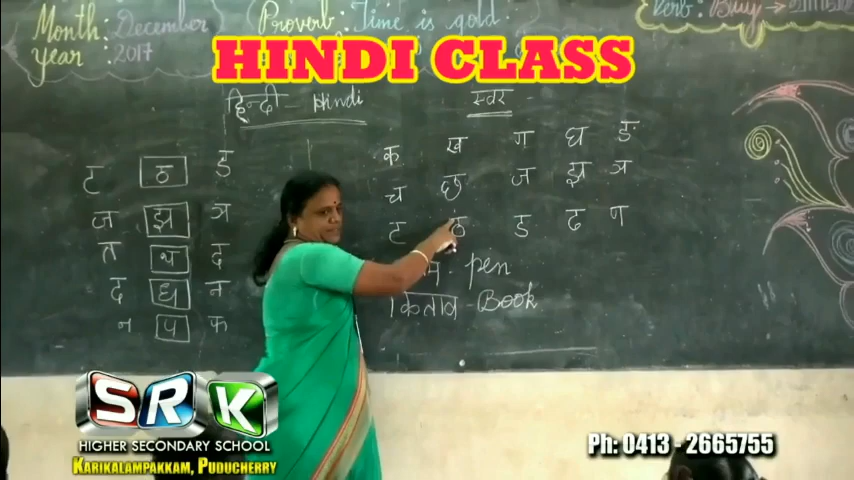 Month: December
Year: 2017
Proverb: Time is gold.
Verb: Buy →
HINDI CLASS
हिन्दी - Hindi
स्वर
क ख ग घ ङ
च छ ज झ ञ
ट ठ ड ढ ण
pen
किताब - Book
ट ठ ड
ज झ ञ
त थ द
द ध न
न प फ
SRK
HIGHER SECONDARY SCHOOL
KARIKALAMPAKKAM, PUDUCHERRY
Ph: 0413 - 2665755